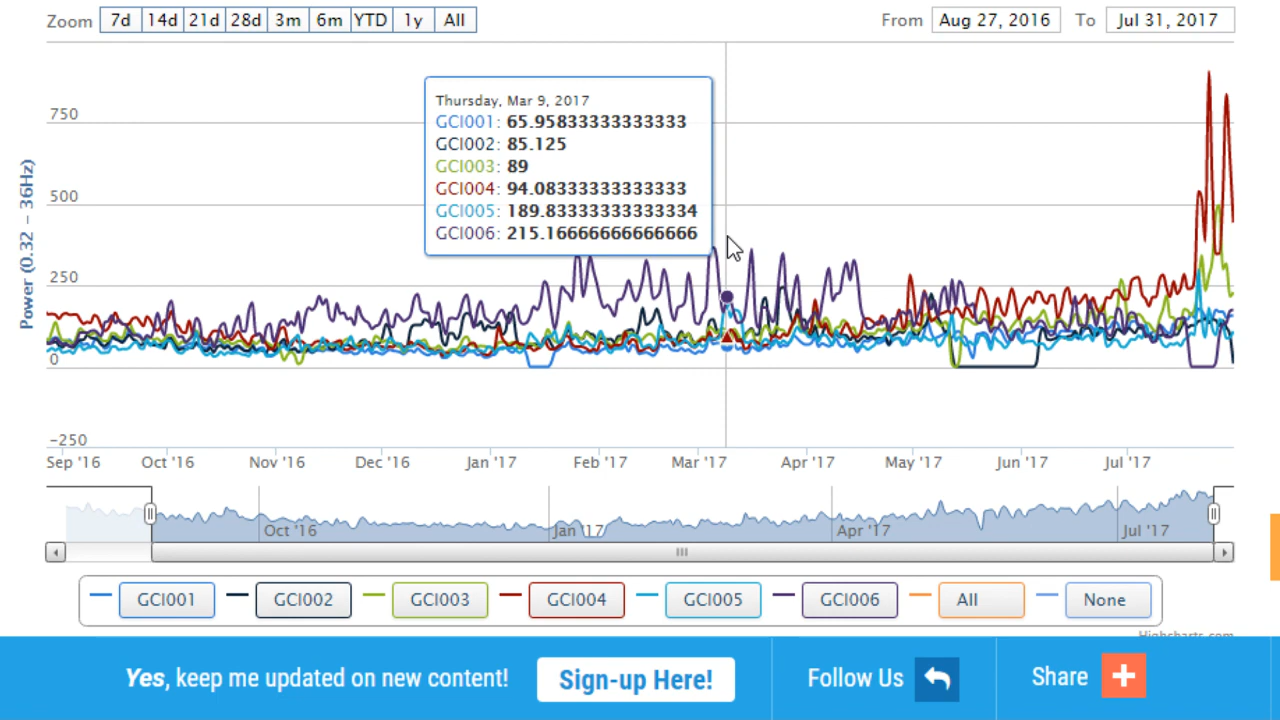 Zoom 7d 14d 21d 28d 3m 6m YTD 1y All From Aug 27, 2016 To Jul 31, 2017
Power (0.32 – 36Hz)
750
500
250
0
-250
Thursday, Mar 9, 2017
GCI001: 65.95833333333333
GCI002: 85.125
GCI003: 89
GCI004: 94.08333333333333
GCI005: 189.83333333333334
GCI006: 215.16666666666666
Sep '16 Oct '16 Nov '16 Dec '16 Jan '17 Feb '17 Mar '17 Apr '17 May '17 Jun '17 Jul '17
Oct '16 Jan '17 Apr '17 Jul '17
GCI001 GCI002 GCI003 GCI004 GCI005 GCI006 All None
Highcharts.com
Yes, keep me updated on new content! Sign-up Here! Follow Us Share